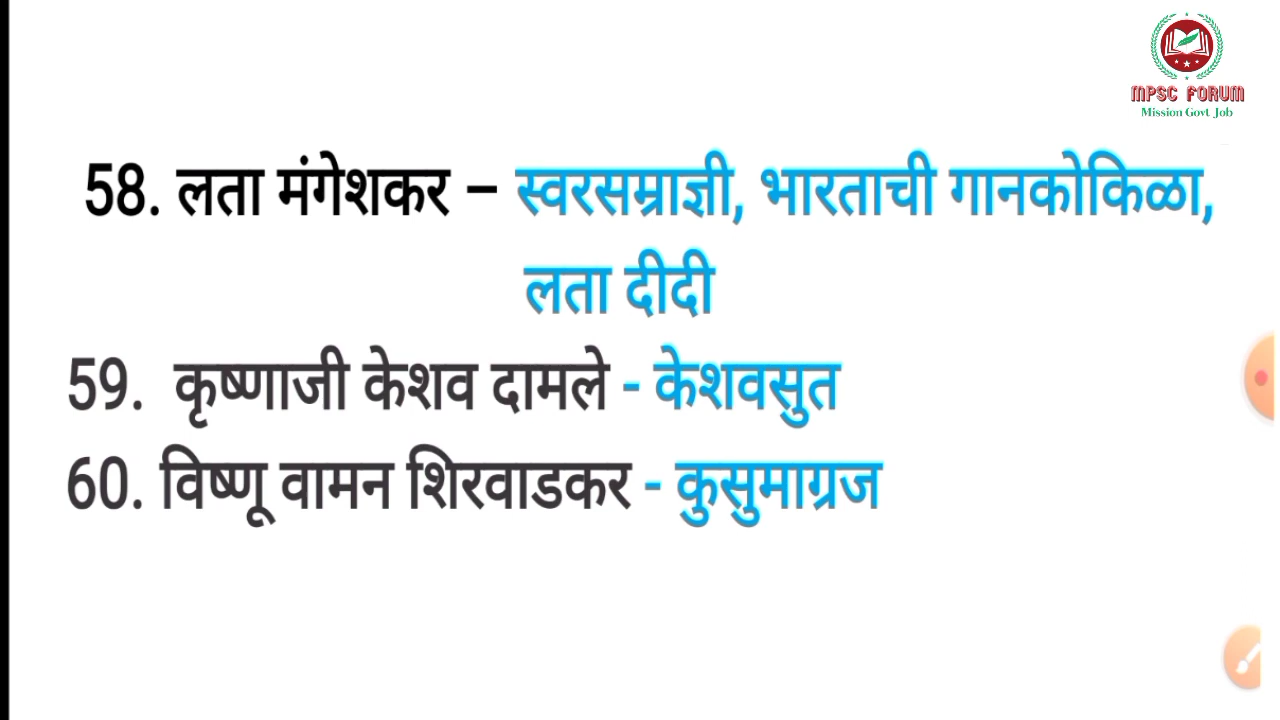 MPSC FORUM
Mission Govt Job
58. लता मंगेशकर – स्वरसम्राज्ञी, भारताची गानकोकिळा,
लता दीदी
59. कृष्णाजी केशव दामले - केशवसुत
60. विष्णू वामन शिरवाडकर - कुसुमाग्रज